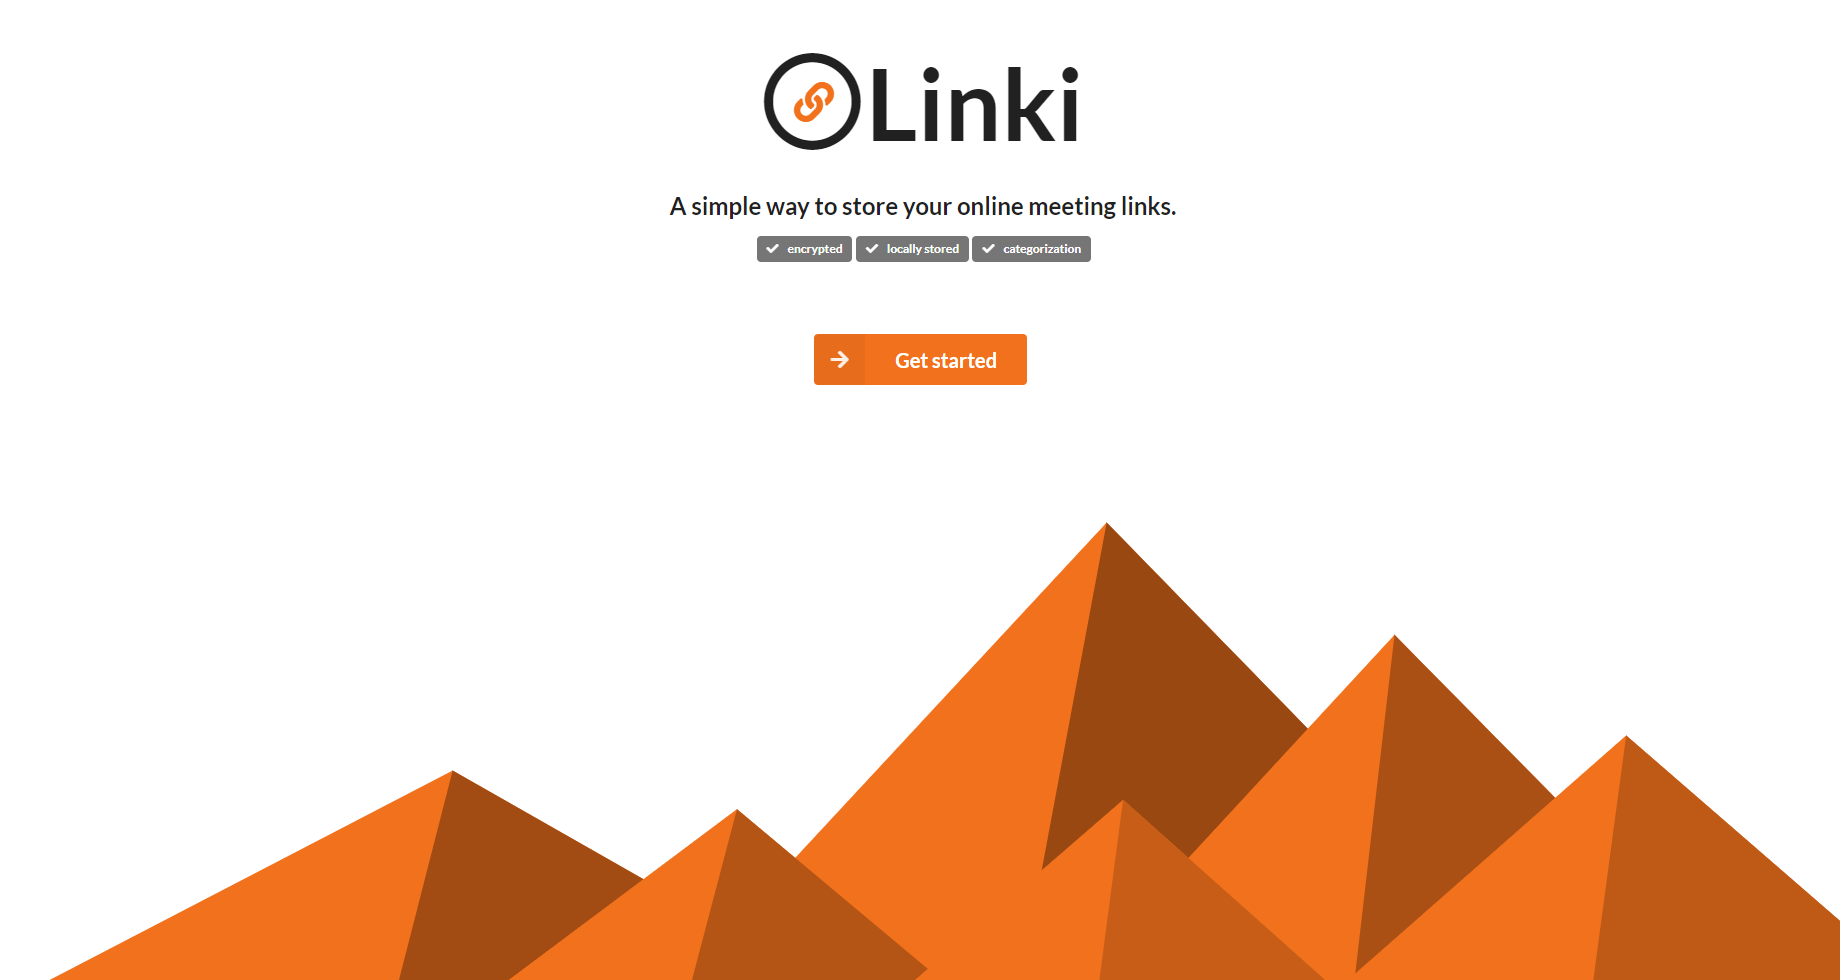 Linki
A simple way to store your online meeting links.
encrypted locally stored categorization
Get started